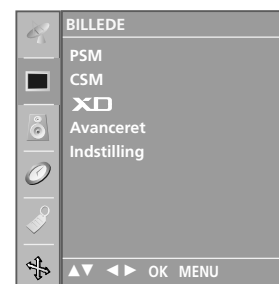 BILLEDE
PSM
CSM
XD
Avanceret
Indstilling
▲▼ ◄► OK MENU